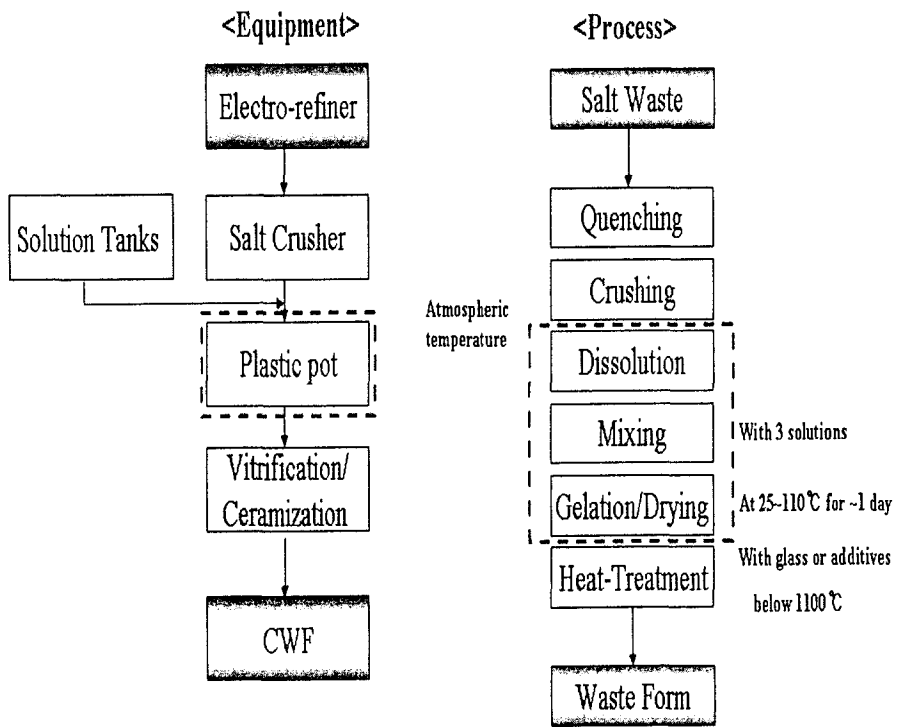 <Equipment>
Electro-refiner
Solution Tanks
Salt Crusher
Plastic pot
Vitrification/
Ceramization
CWF
<Process>
Salt Waste
Quenching
Crushing
Atmospheric
temperature
Dissolution
Mixing
With 3 solutions
Gelation/Drying
At 25~110℃ for ~1 day
Heat-Treatment
With glass or additives
below 1100℃
Waste Form